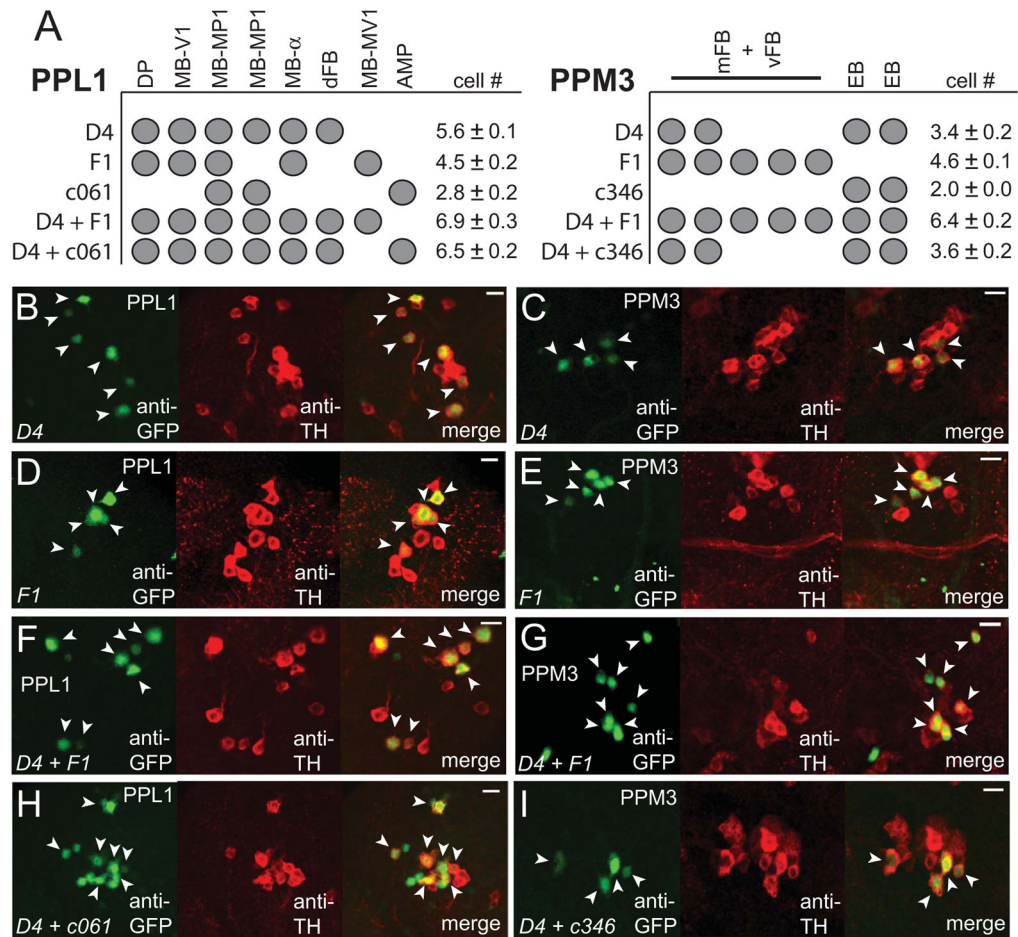 A
PPL1
DP MB-V1 MB-MP1 MB-MP1 MB-α dFB MB-MV1 AMP cell #
D4 5.6 ± 0.1
F1 4.5 ± 0.2
c061 2.8 ± 0.2
D4 + F1 6.9 ± 0.3
D4 + c061 6.5 ± 0.2
PPM3
mFB + vFB EB EB cell #
D4 3.4 ± 0.2
F1 4.6 ± 0.1
c346 2.0 ± 0.0
D4 + F1 6.4 ± 0.2
D4 + c346 3.6 ± 0.2
B PPL1
D4 anti-GFP anti-TH merge
C PPM3
D4 anti-GFP anti-TH merge
D PPL1
F1 anti-GFP anti-TH merge
E PPM3
F1 anti-GFP anti-TH merge
F PPL1
D4 + F1 anti-GFP anti-TH merge
G PPM3
D4 + F1 anti-GFP anti-TH merge
H PPL1
D4 + c061 anti-GFP anti-TH merge
I PPM3
D4 + c346 anti-GFP anti-TH merge